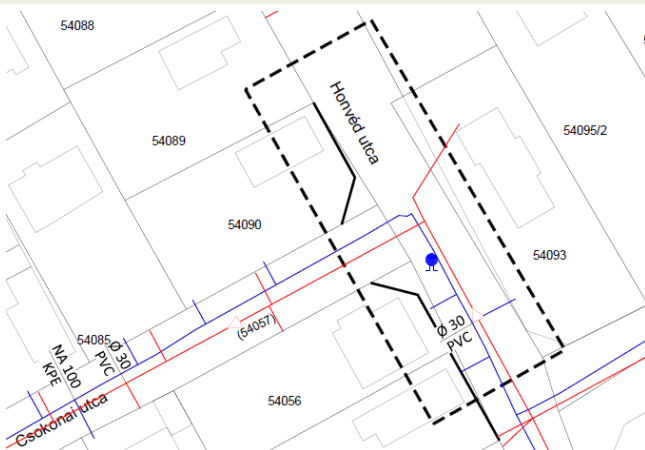 54088
Honvéd utca
54095/2
54089
54090
54093
(54057)
Ø 30
PVC
54085
Ø 30
PVC
NA 100
KPE
54056
Csokonai utca